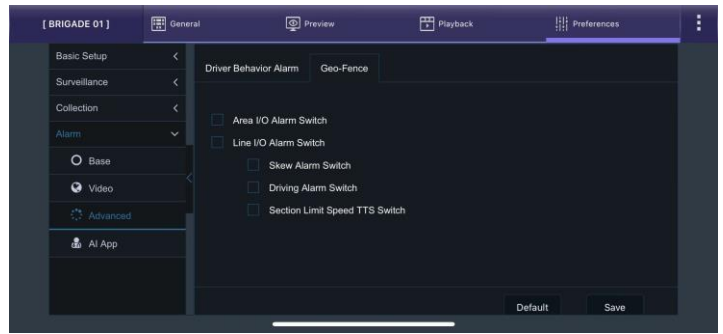 [ BRIGADE 01 ]
General
Preview
Playback
Preferences
Basic Setup
Surveillance
Collection
Alarm
Base
Video
Advanced
AI App
Driver Behavior Alarm
Geo-Fence
Area I/O Alarm Switch
Line I/O Alarm Switch
Skew Alarm Switch
Driving Alarm Switch
Section Limit Speed TTS Switch
Default
Save